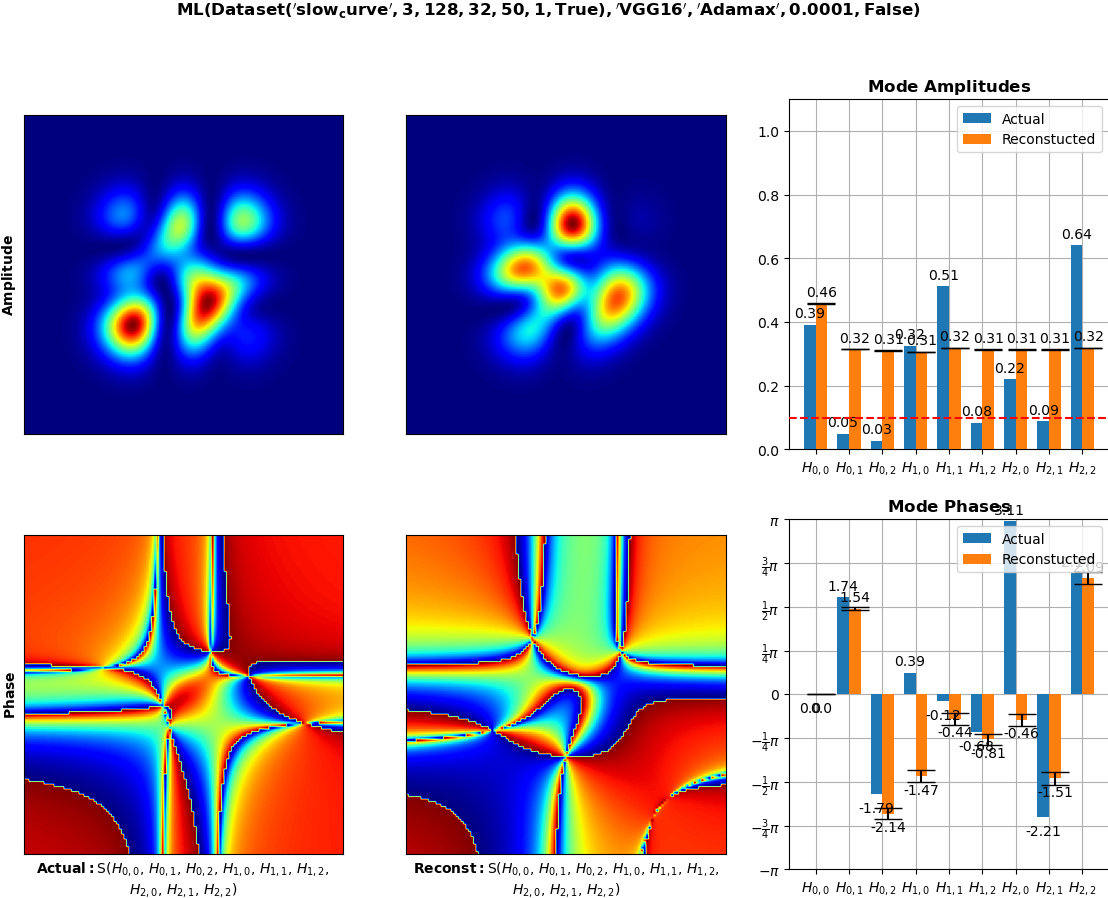 ML(Dataset('slow_curve', 3, 128, 32, 50, 1, True), 'VGG16', 'Adamax', 0.0001, False)
Mode Amplitudes
Actual
Reconstucted
1.0
0.8
0.6
0.4
0.2
0.0
0.39
0.46
0.05
0.32
0.03
0.31
0.32
0.31
0.51
0.32
0.08
0.31
0.22
0.31
0.09
0.31
0.64
0.32
H0,0 H0,1 H0,2 H1,0 H1,1 H1,2 H2,0 H2,1 H2,2
Amplitude
Mode Phases
Actual
Reconstucted
π
3/4π
1/2π
1/4π
0
−1/4π
−1/2π
−3/4π
−π
0.0
0.0
1.74
1.54
-1.79
-2.14
0.39
-1.47
-0.12
-0.44
-0.68
-0.81
3.11
-0.46
-2.21
-1.51
H0,0 H0,1 H0,2 H1,0 H1,1 H1,2 H2,0 H2,1 H2,2
Phase
Actual: S(H0,0, H0,1, H0,2, H1,0, H1,1, H1,2,
H2,0, H2,1, H2,2)
Reconst: S(H0,0, H0,1, H0,2, H1,0, H1,1, H1,2,
H2,0, H2,1, H2,2)